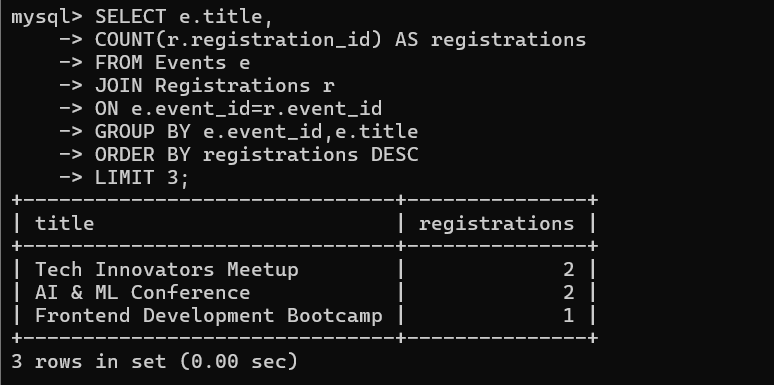 mysql> SELECT e.title,
    -> COUNT(r.registration_id) AS registrations
    -> FROM Events e
    -> JOIN Registrations r
    -> ON e.event_id=r.event_id
    -> GROUP BY e.event_id,e.title
    -> ORDER BY registrations DESC
    -> LIMIT 3;
+-------------------------------+---------------+
| title                         | registrations |
+-------------------------------+---------------+
| Tech Innovators Meetup        |             2 |
| AI & ML Conference            |             2 |
| Frontend Development Bootcamp |             1 |
+-------------------------------+---------------+
3 rows in set (0.00 sec)